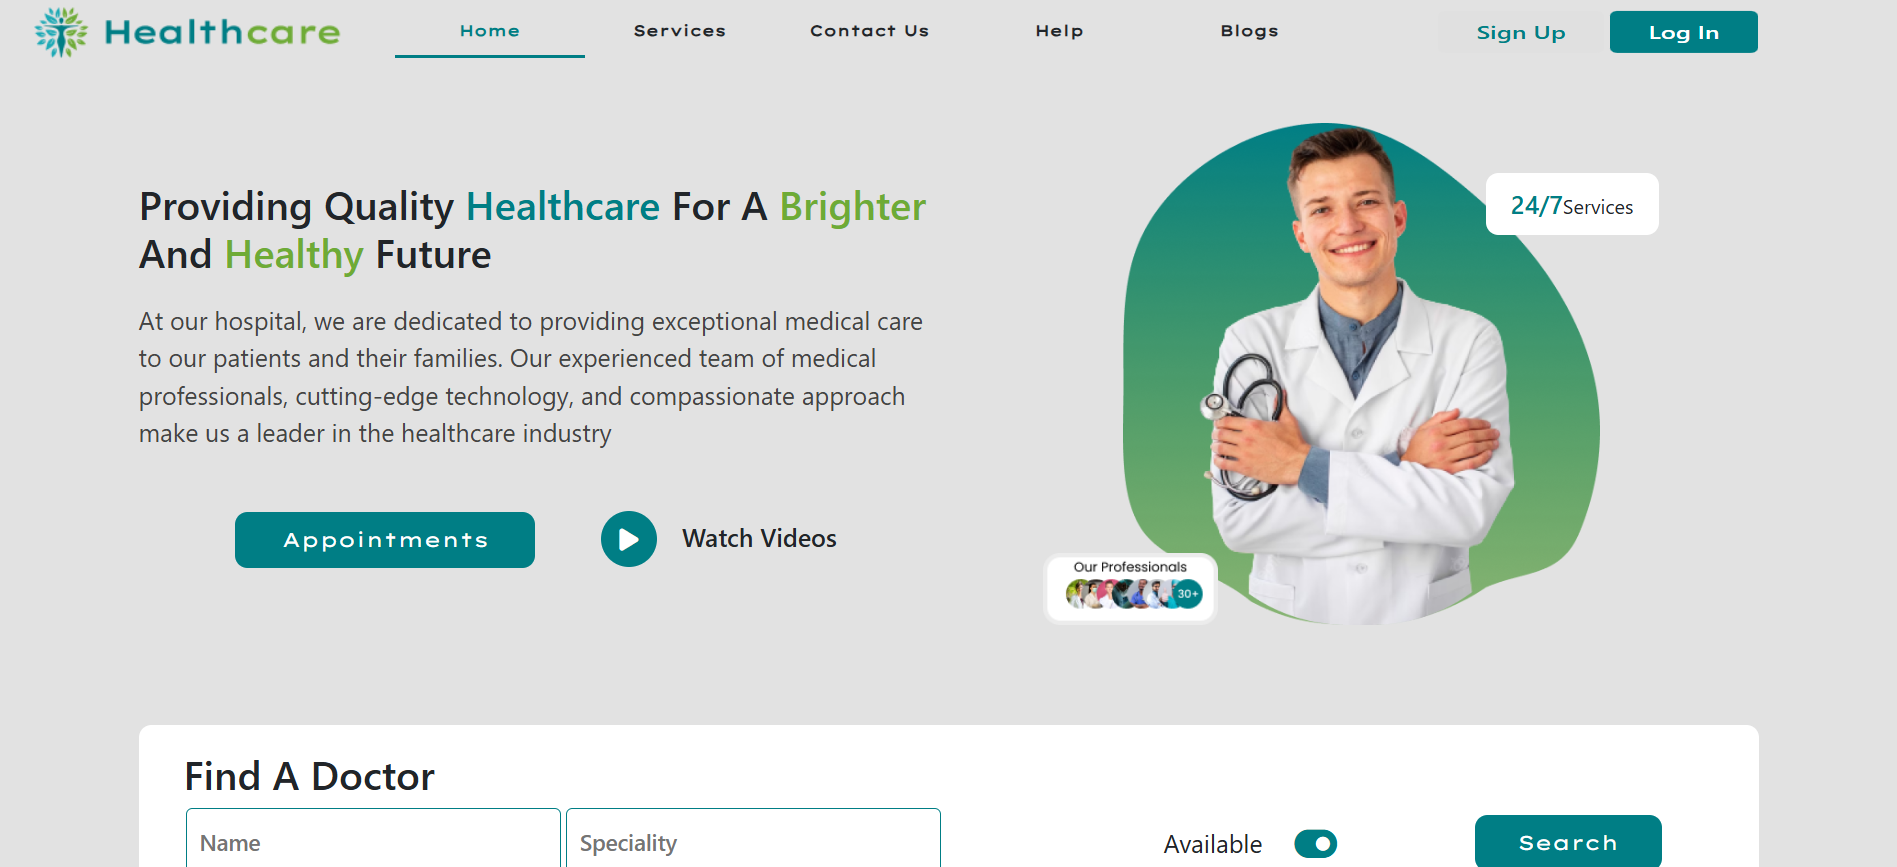 Healthcare
Home
Services
Contact Us
Help
Blogs
Sign Up
Log In
Providing Quality Healthcare For A Brighter
And Healthy Future
At our hospital, we are dedicated to providing exceptional medical care
to our patients and their families. Our experienced team of medical
professionals, cutting-edge technology, and compassionate approach
make us a leader in the healthcare industry
Appointments
Watch Videos
24/7Services
Our Professionals
30+
Find A Doctor
Name
Speciality
Available
Search